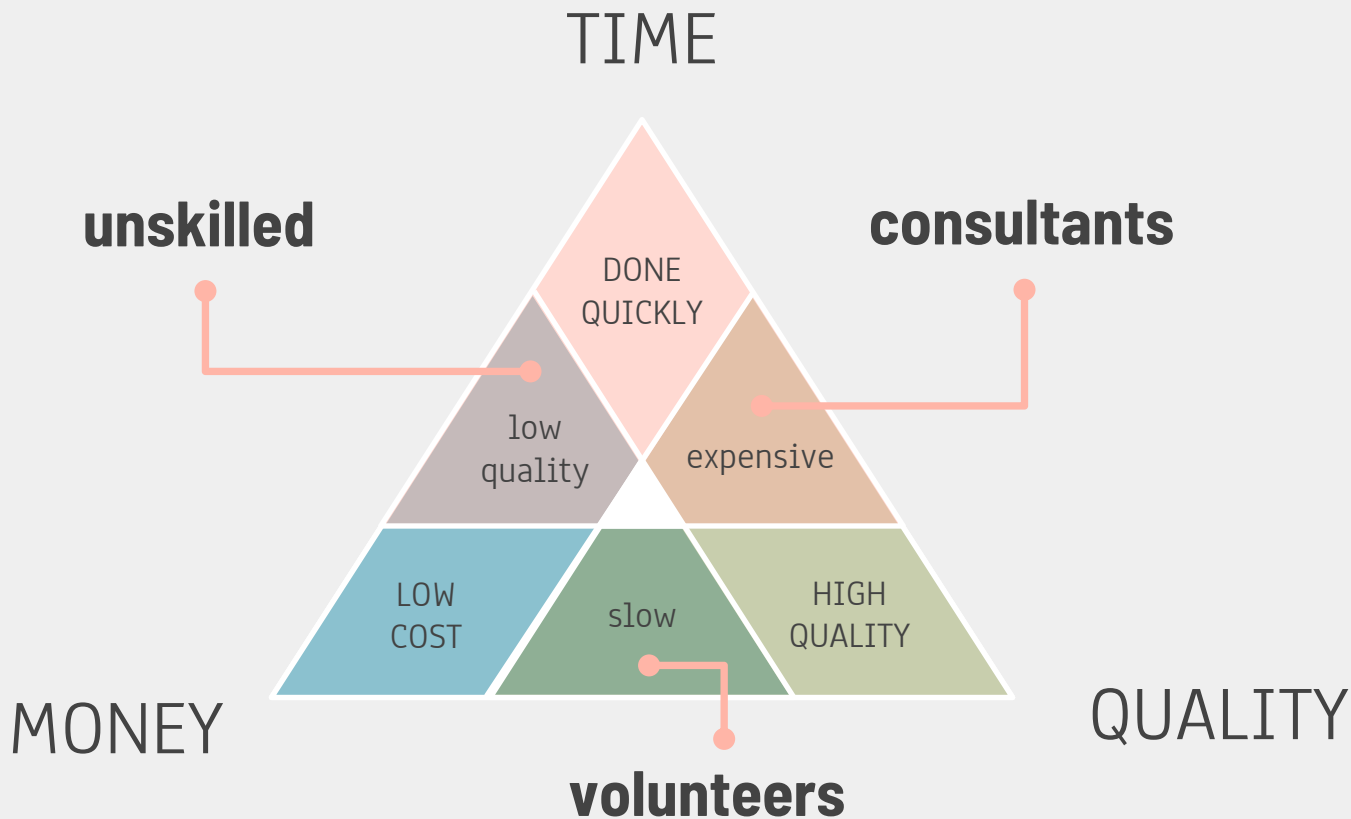 TIME
unskilled
consultants
DONE
QUICKLY
low
quality
expensive
LOW
COST
slow
HIGH
QUALITY
MONEY
QUALITY
volunteers